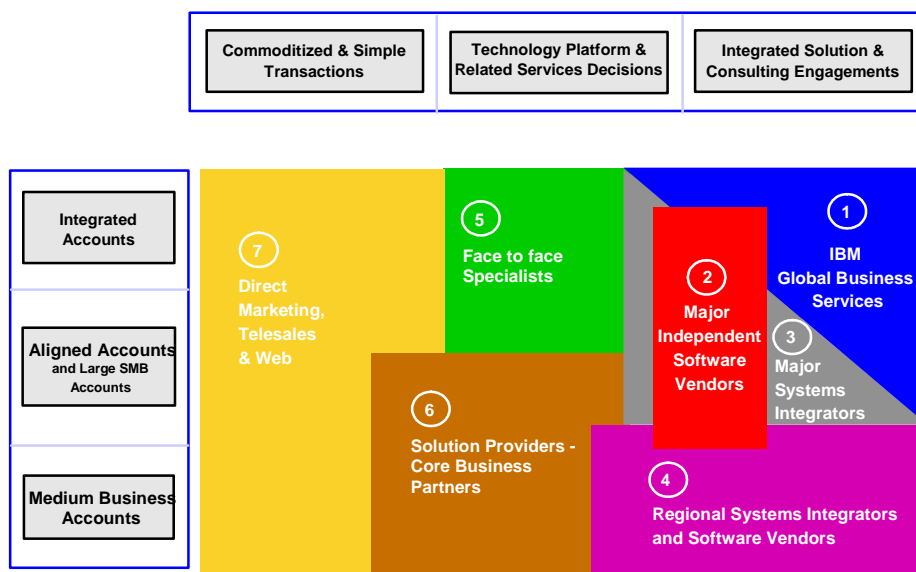 Commoditized & Simple
Transactions
Technology Platform &
Related Services Decisions
Integrated Solution &
Consulting Engagements
Integrated
Accounts
Aligned Accounts
and Large SMB
Accounts
Medium Business
Accounts
7
Direct
Marketing,
Telesales
& Web
5
Face to face
Specialists
6
Solution Providers -
Core Business
Partners
2
Major
Independent
Software
Vendors
1
IBM
Global Business
Services
3
Major
Systems
Integrators
4
Regional Systems Integrators
and Software Vendors